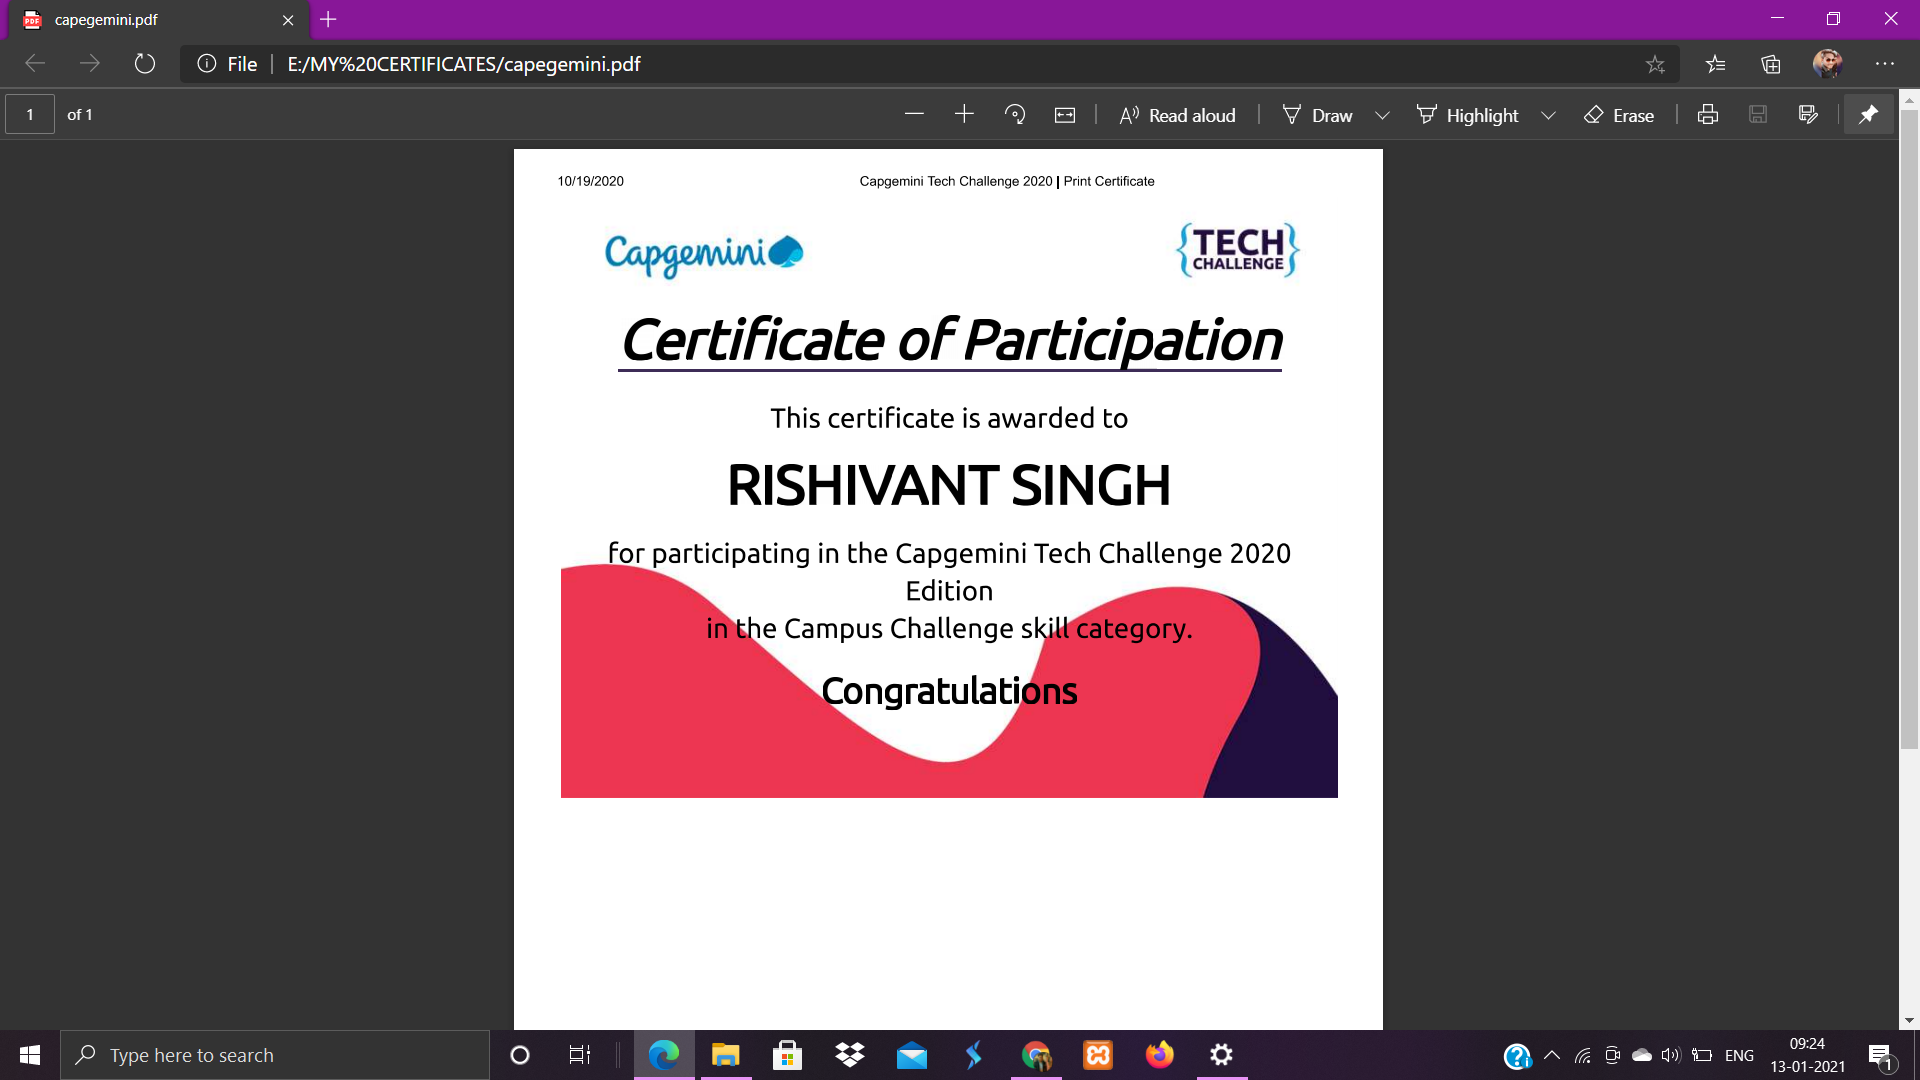 capegemini.pdf
File
E:/MY%20CERTIFICATES/capegemini.pdf
1 of 1
Read aloud
Draw
Highlight
Erase
10/19/2020
Capgemini Tech Challenge 2020 | Print Certificate
Capgemini
{TECH
CHALLENGE}
Certificate of Participation
This certificate is awarded to
RISHIVANT SINGH
for participating in the Capgemini Tech Challenge 2020
Edition
in the Campus Challenge skill category.
Congratulations
Type here to search
ENG
09:24
13-01-2021
1